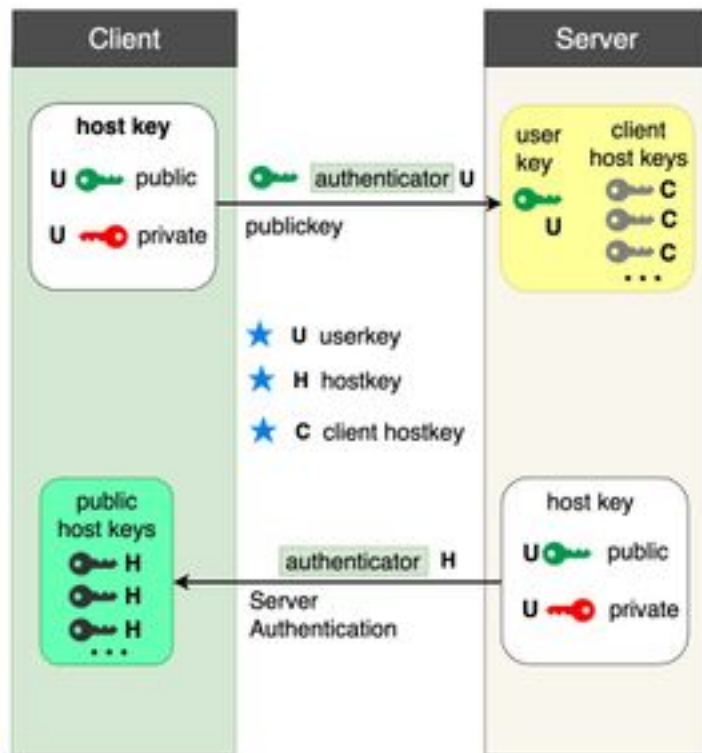 Client
Server
host key
U public
U private
authenticator U
publickey
user
key
U
client
host keys
C
C
C
...
U userkey
H hostkey
C client hostkey
public
host keys
H
H
H
...
authenticator H
Server
Authentication
host key
U public
U private